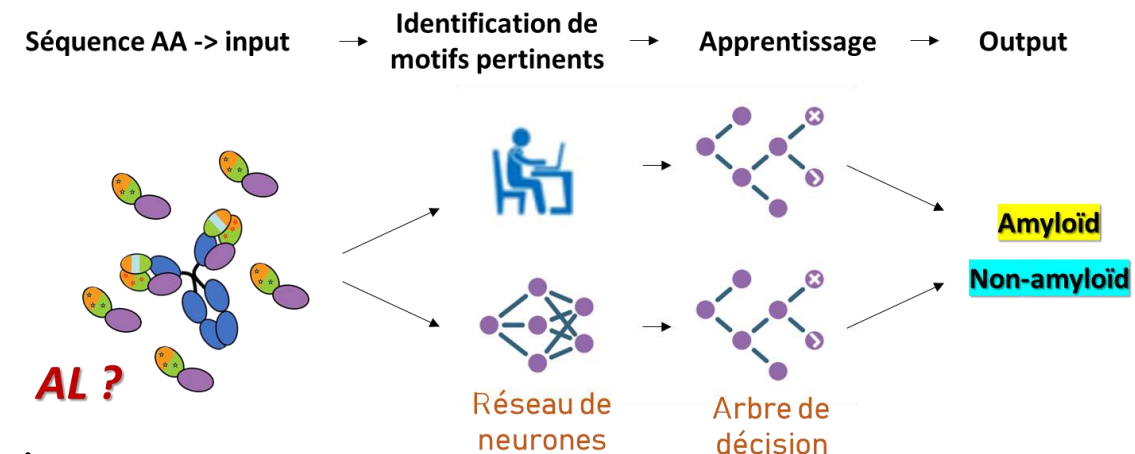 Séquence AA -> input
Identification de
motifs pertinents
Apprentissage
Output
AL ?
Amyloïd
Non-amyloïd
Réseau de
neurones
Arbre de
décision